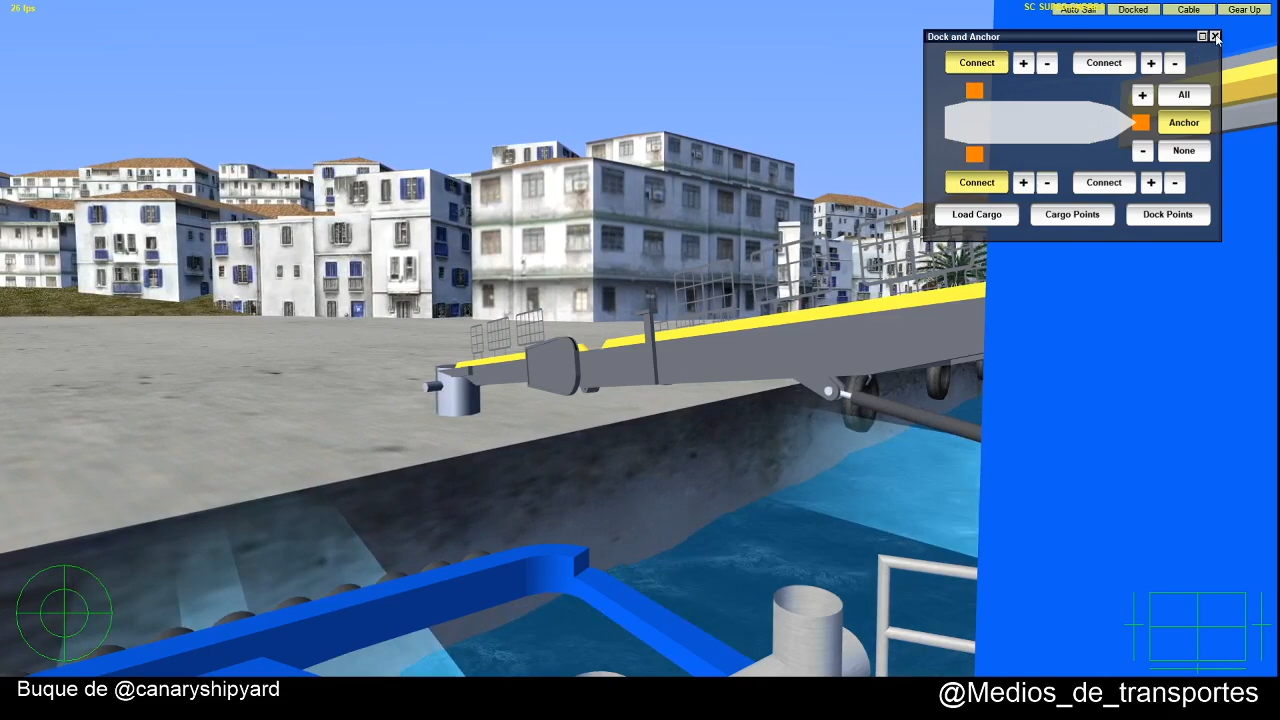 26 fps
Auto Sail Docked Cable Gear Up
Dock and Anchor
Connect + - Connect + -
+ All
Anchor
- None
Connect + - Connect + -
Load Cargo Cargo Points Dock Points
Buque de @canaryshipyard
@Medios_de_transportes